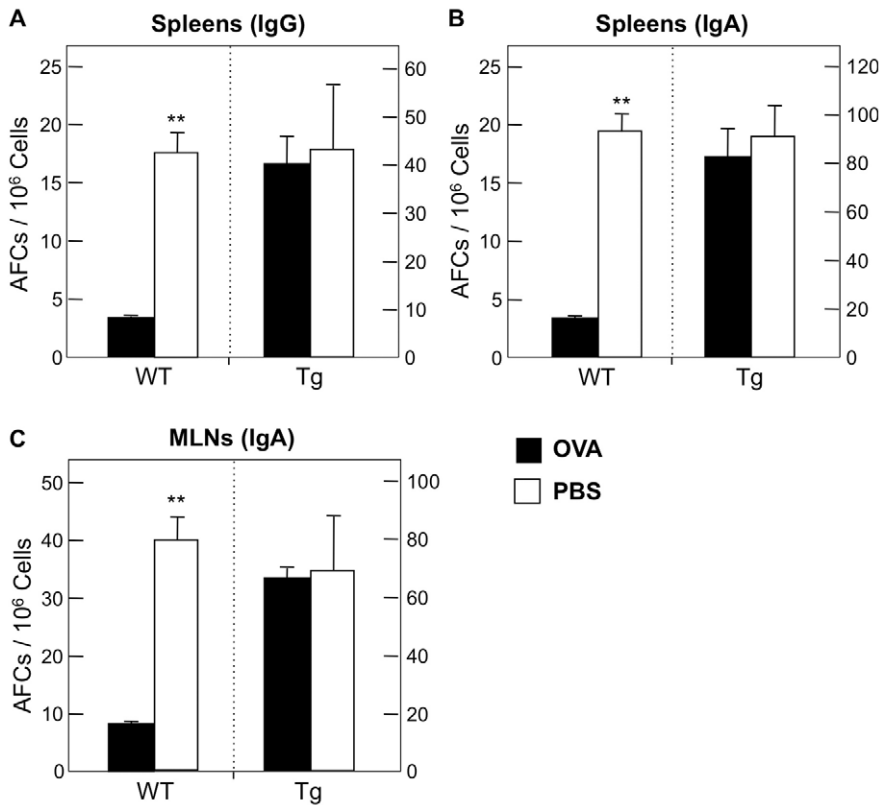 A
Spleens (IgG)
AFCs / 10⁶ Cells
25
20
15
10
5
0
60
50
40
30
20
10
0
**
WT
Tg
B
Spleens (IgA)
AFCs / 10⁶ Cells
25
20
15
10
5
0
120
100
80
60
40
20
0
**
WT
Tg
C
MLNs (IgA)
AFCs / 10⁶ Cells
50
40
30
20
10
0
100
80
60
40
20
0
**
WT
Tg
OVA
PBS